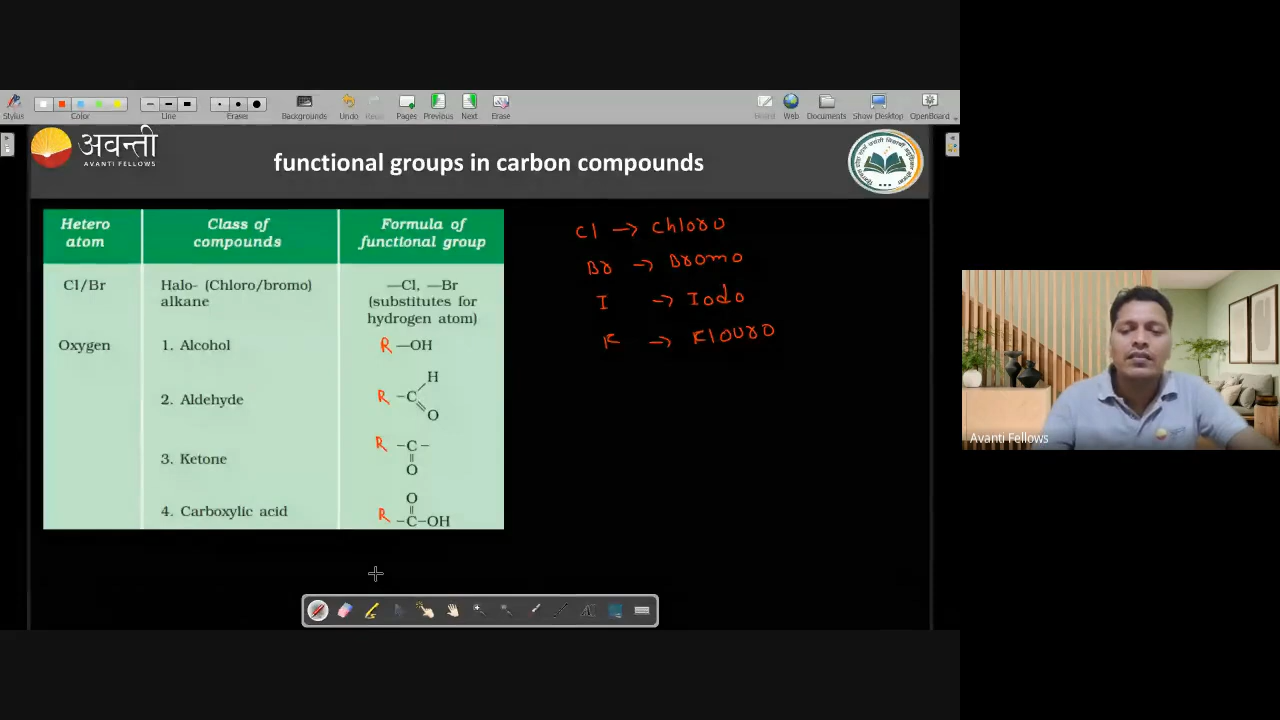 Stylus
Color
Line
Eraser
Backgrounds
Undo
Redo
Pages
Previous
Next
Erase
Board
Web
Documents
Show Desktop
OpenBoard
अवन्ती
AVANTI FELLOWS
functional groups in carbon compounds
Hetero atom
Class of compounds
Formula of functional group
Cl/Br
Halo- (Chloro/bromo) alkane
—Cl, —Br
(substitutes for
hydrogen atom)
Oxygen
1. Alcohol
R —OH
2. Aldehyde
H
R –C
O
3. Ketone
R –C–
O
4. Carboxylic acid
O
R –C–OH
Cl → Chloro
Br → Bromo
I → Iodo
F → Flouro
Avanti Fellows